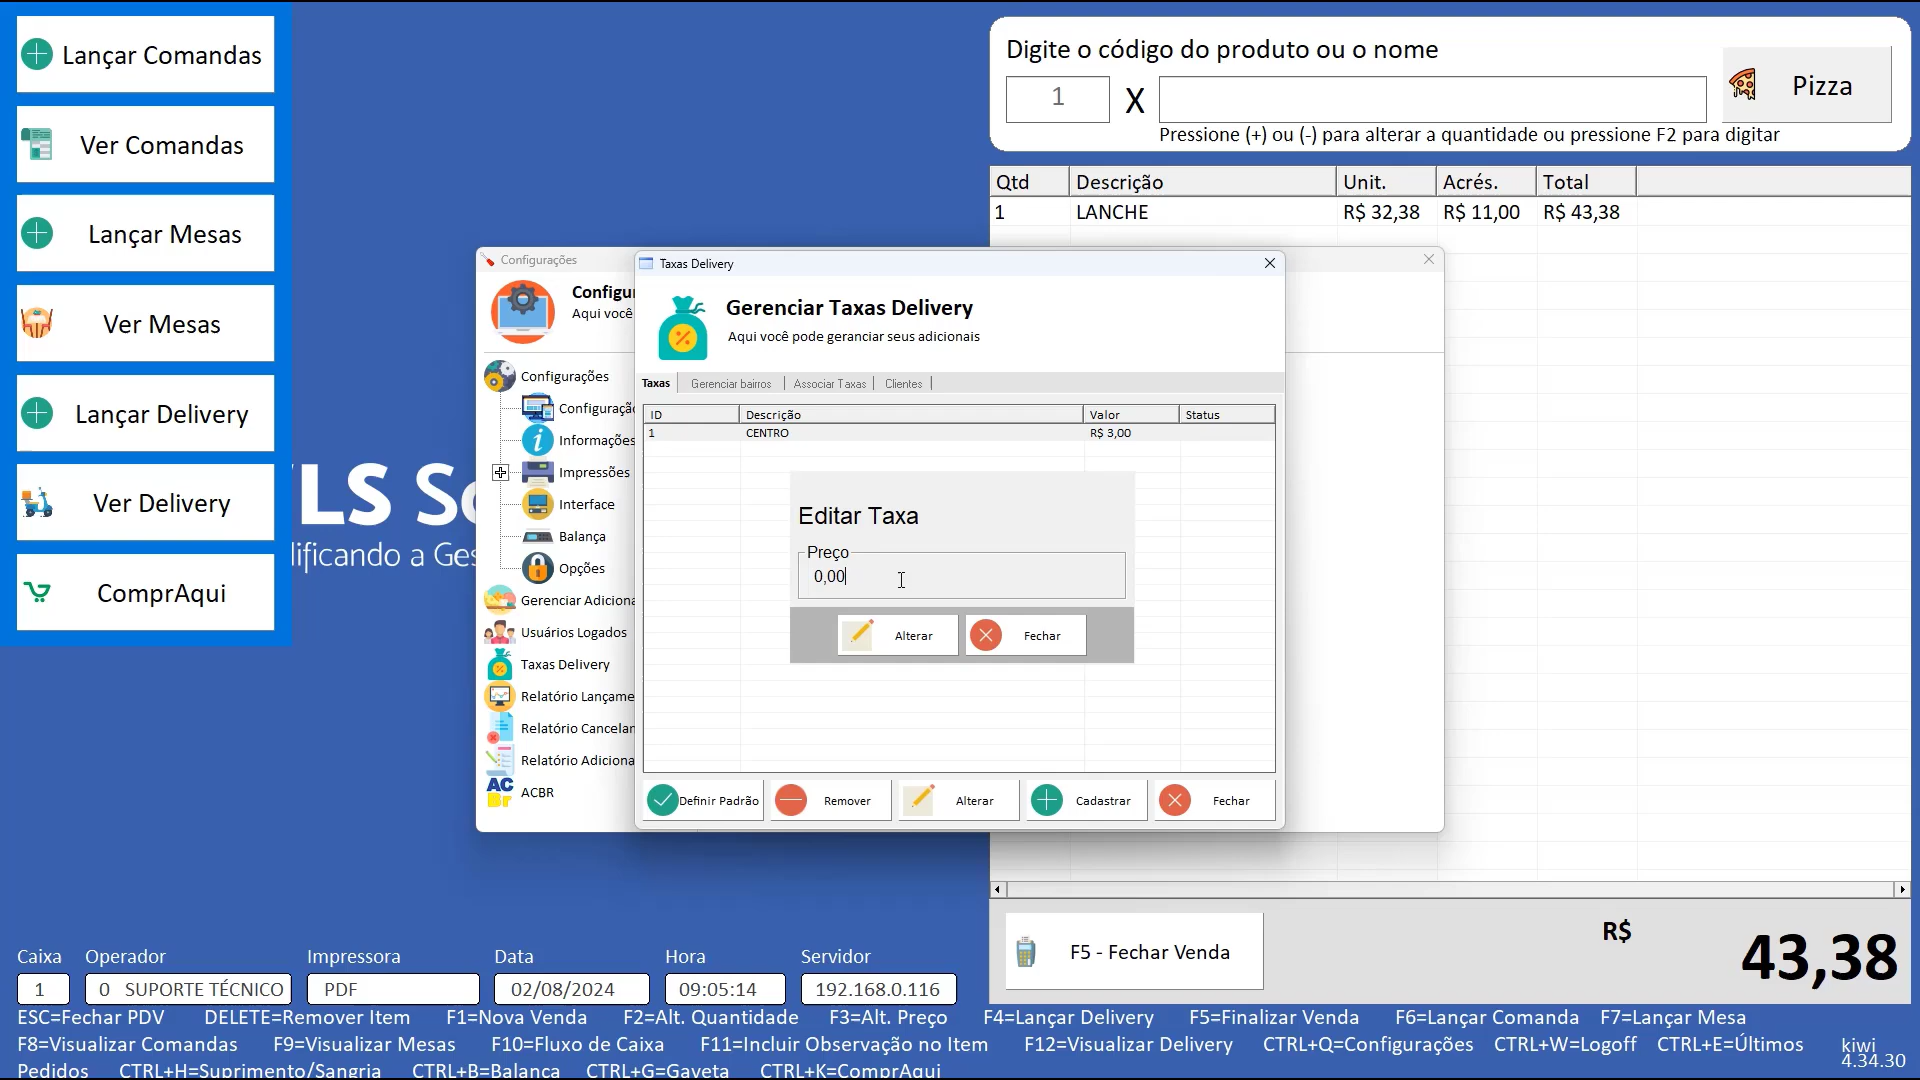 Lançar Comandas
Ver Comandas
Lançar Mesas
Ver Mesas
Lançar Delivery
Ver Delivery
ComprAqui
LS
lificando a
Digite o código do produto ou o nome
1 X
Pizza
Pressione (+) ou (-) para alterar a quantidade ou pressione F2 para digitar
Qtd Descrição Unit. Acrés. Total
1 LANCHE R$ 32,38 R$ 11,00 R$ 43,38
Configurações
Aqui você
Configurações
Informações
Impressões
Interface
Balança
Opções
Gerenciar
Usuários Logados
Taxas Delivery
Relatório
Relatório
Relatório
ACBR
Taxas Delivery
Gerenciar Taxas Delivery
Aqui você pode geranciar seus adicionais
Taxas Gerenciar bairros Associar Taxas Clientes
ID Descrição Valor Status
1 CENTRO R$ 3,00
Editar Taxa
Preço
0,00
Alterar Fechar
Definir Padrão Remover Alterar Cadastrar Fechar
F5 - Fechar Venda
R$
43,38
Caixa Operador Impressora Data Hora Servidor
1 0 SUPORTE TÉCNICO PDF 02/08/2024 09:05:14 192.168.0.116
ESC=Fechar PDV DELETE=Remover Item F1=Nova Venda F2=Alt. Quantidade F3=Alt. Preço F4=Lançar Delivery F5=Finalizar Venda F6=Lançar Comanda F7=Lançar Mesa
F8=Visualizar Comandas F9=Visualizar Mesas F10=Fluxo de Caixa F11=Incluir Observação no Item F12=Visualizar Delivery CTRL+Q=Configurações CTRL+W=Logoff CTRL+E=Últimos
Pedidos CTRL+H=Suprimento/Sangria CTRL+B=Balança CTRL+G=Gaveta CTRL+K=ComprAqui
kiwi
4.34.30